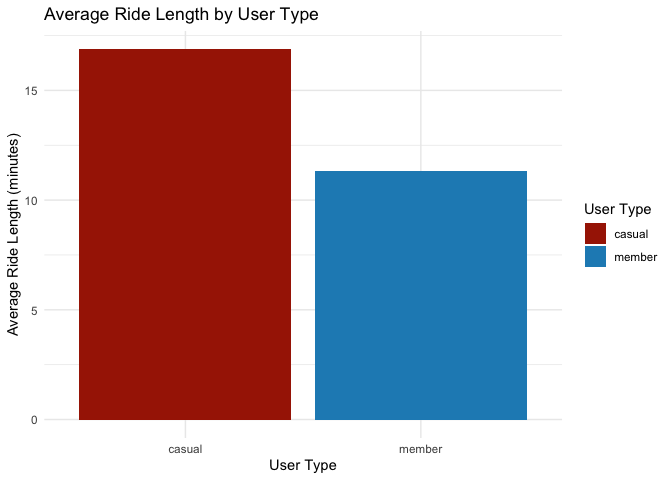 Average Ride Length by User Type
Average Ride Length (minutes)
15
10
5
0
casual
member
User Type
User Type
casual
member